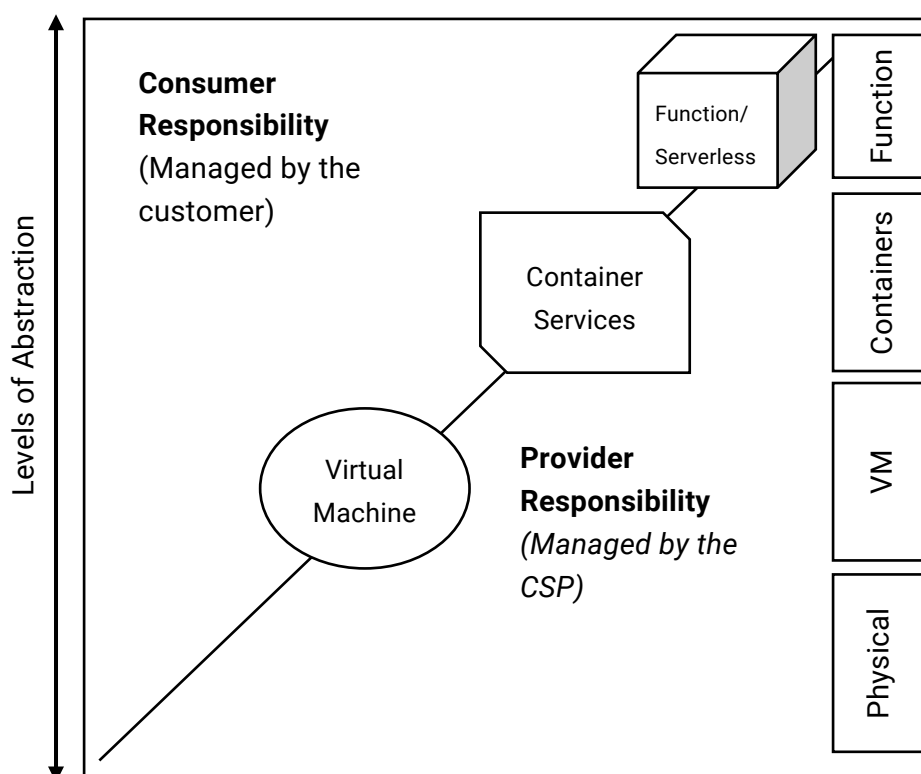 Consumer
Responsibility
(Managed by the
customer)
Function/
Serverless
Function
Container
Services
Containers
Levels of Abstraction
Virtual
Machine
Provider
Responsibility
(Managed by the
CSP)
VM
Physical